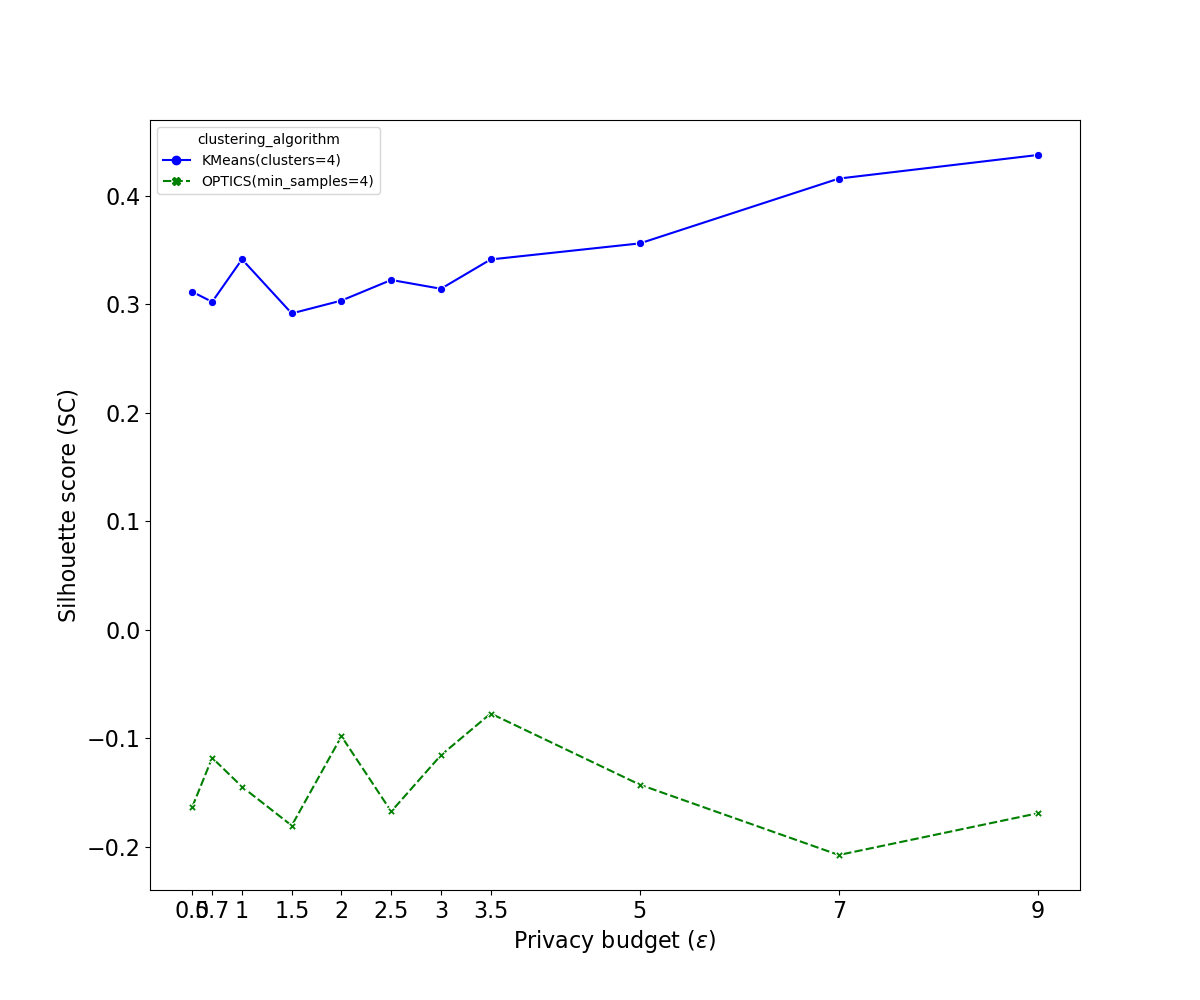 clustering_algorithm
KMeans(clusters=4)
OPTICS(min_samples=4)
0.4
0.3
0.2
0.1
0.0
−0.1
−0.2
Silhouette score (SC)
0.5 0.7 1 1.5 2 2.5 3 3.5 5 7 9
Privacy budget (ε)